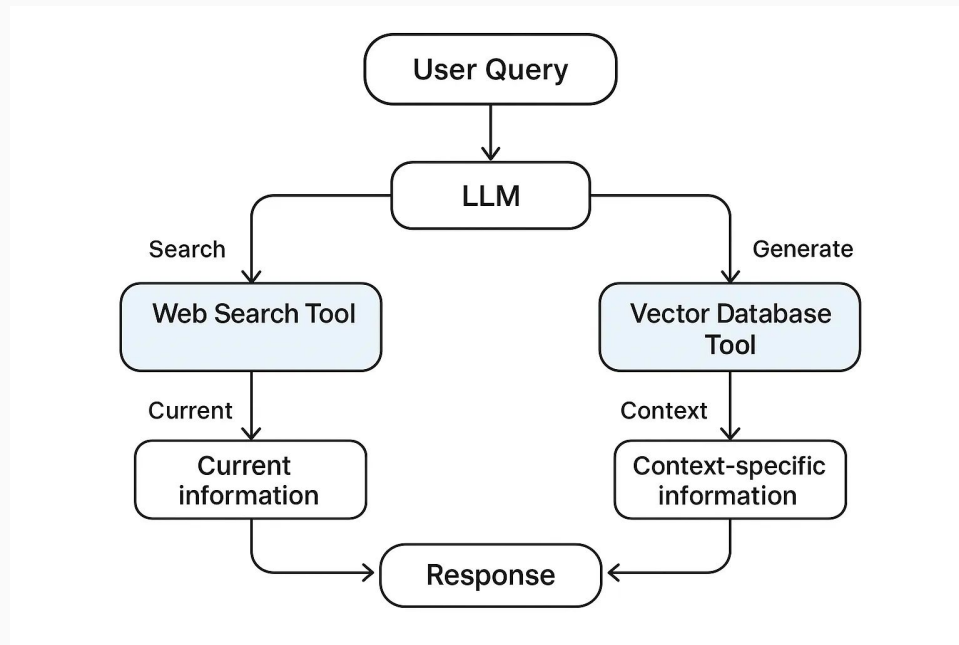 User Query
LLM
Search
Generate
Web Search Tool
Vector Database
Tool
Current
Context
Current
information
Context-specific
information
Response